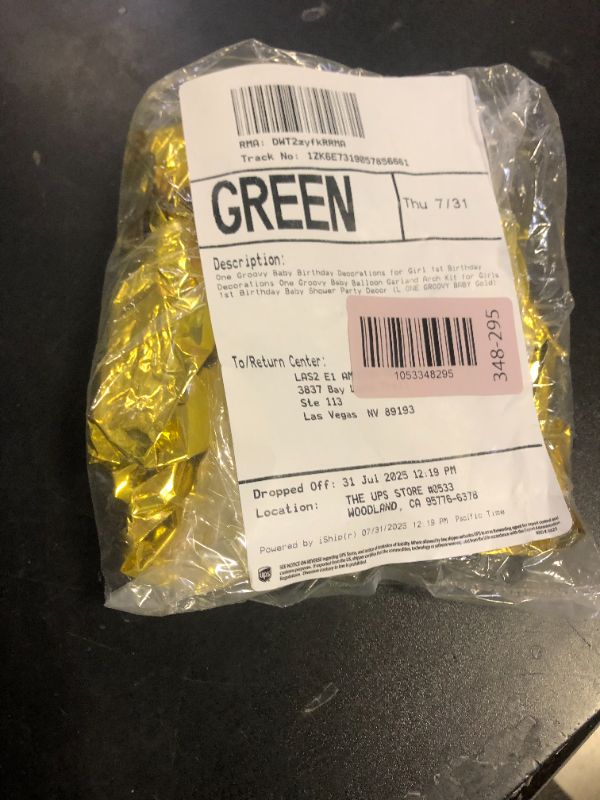 RMA: DWT2zyfkRRMA
Track No: 1ZK6E7319057856661
GREEN
Thu 7/31
Description:
One Groovy Baby Birthday Decorations for Girl 1st Birthday
Decorations One Groovy Baby Balloon Garland Arch Kit for Girls
1st Birthday Baby Shower Party Decor (L ONE GROOVY BABY Gold)
1053348295
348-295
To/Return Center:
LAS2 E1 AM
3837 Bay L
Ste 113
Las Vegas NV 89193
Dropped Off: 31 Jul 2025 12:19 PM
Location: THE UPS STORE #0533
WOODLAND, CA 95776-6378
Powered by iShip(r) 07/31/2025 12:19 PM Pacific Time
ups